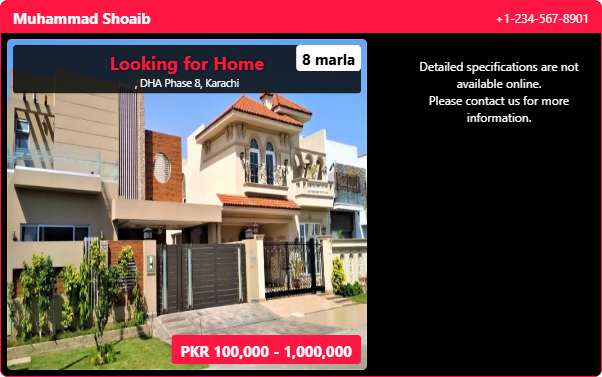 Muhammad Shoaib
+1-234-567-8901
Looking for Home
8 marla
, DHA Phase 8, Karachi
Detailed specifications are not
available online.
Please contact us for more
information.
PKR 100,000 - 1,000,000